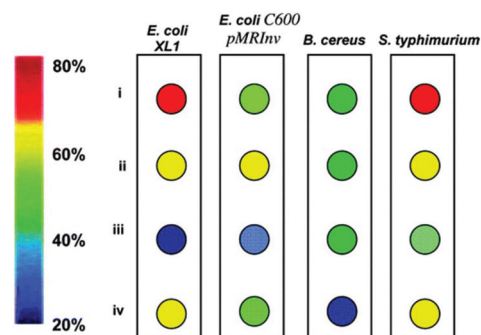 E. coli XL1
E. coli C600 pMRInv
B. cereus
S. typhimurium
80%
60%
40%
20%
i
ii
iii
iv